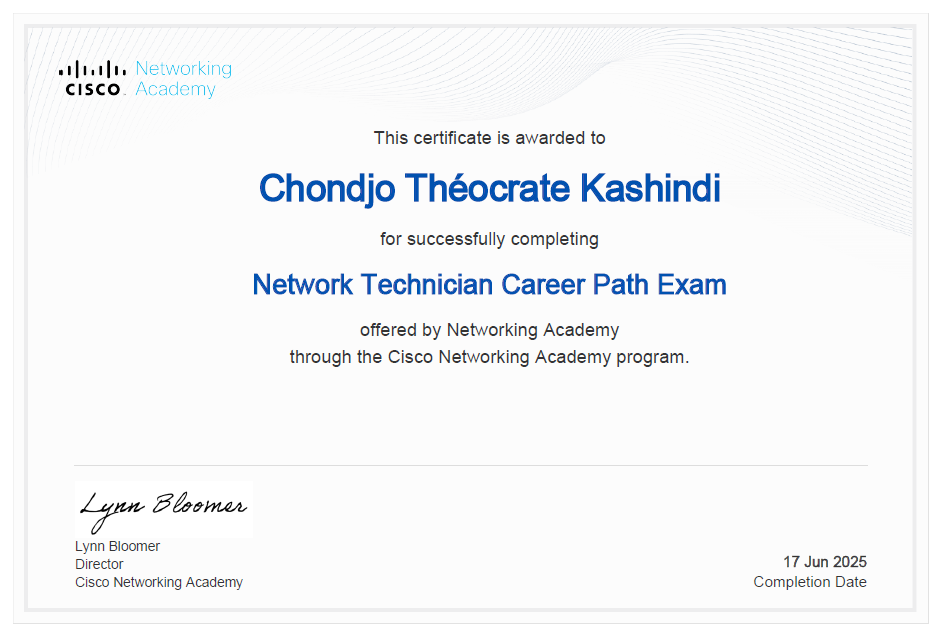 Networking
CISCO Academy
This certificate is awarded to
Chondjo Théocrate Kashindi
for successfully completing
Network Technician Career Path Exam
offered by Networking Academy
through the Cisco Networking Academy program.
Lynn Bloomer
Lynn Bloomer
Director
Cisco Networking Academy
17 Jun 2025
Completion Date